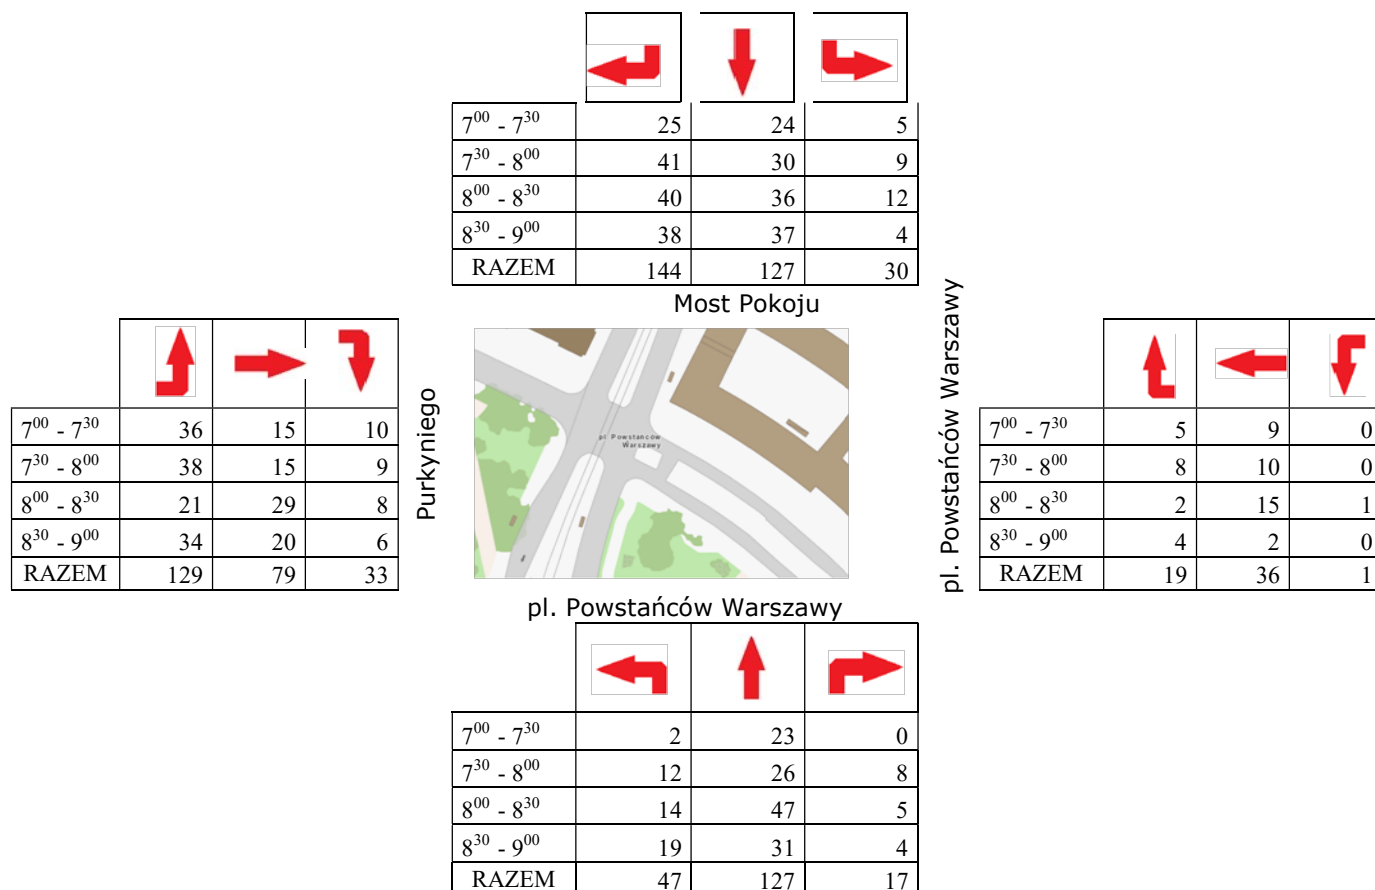 7⁰⁰ - 7³⁰ 25 24 5
7³⁰ - 8⁰⁰ 41 30 9
8⁰⁰ - 8³⁰ 40 36 12
8³⁰ - 9⁰⁰ 38 37 4
RAZEM 144 127 30
Most Pokoju
7⁰⁰ - 7³⁰ 36 15 10
7³⁰ - 8⁰⁰ 38 15 9
8⁰⁰ - 8³⁰ 21 29 8
8³⁰ - 9⁰⁰ 34 20 6
RAZEM 129 79 33
Purkyniego
pl. Powstańców
Warszawy
pl. Powstańców Warszawy
7⁰⁰ - 7³⁰ 5 9 0
7³⁰ - 8⁰⁰ 8 10 0
8⁰⁰ - 8³⁰ 2 15 1
8³⁰ - 9⁰⁰ 4 2 0
RAZEM 19 36 1
pl. Powstańców Warszawy
7⁰⁰ - 7³⁰ 2 23 0
7³⁰ - 8⁰⁰ 12 26 8
8⁰⁰ - 8³⁰ 14 47 5
8³⁰ - 9⁰⁰ 19 31 4
RAZEM 47 127 17